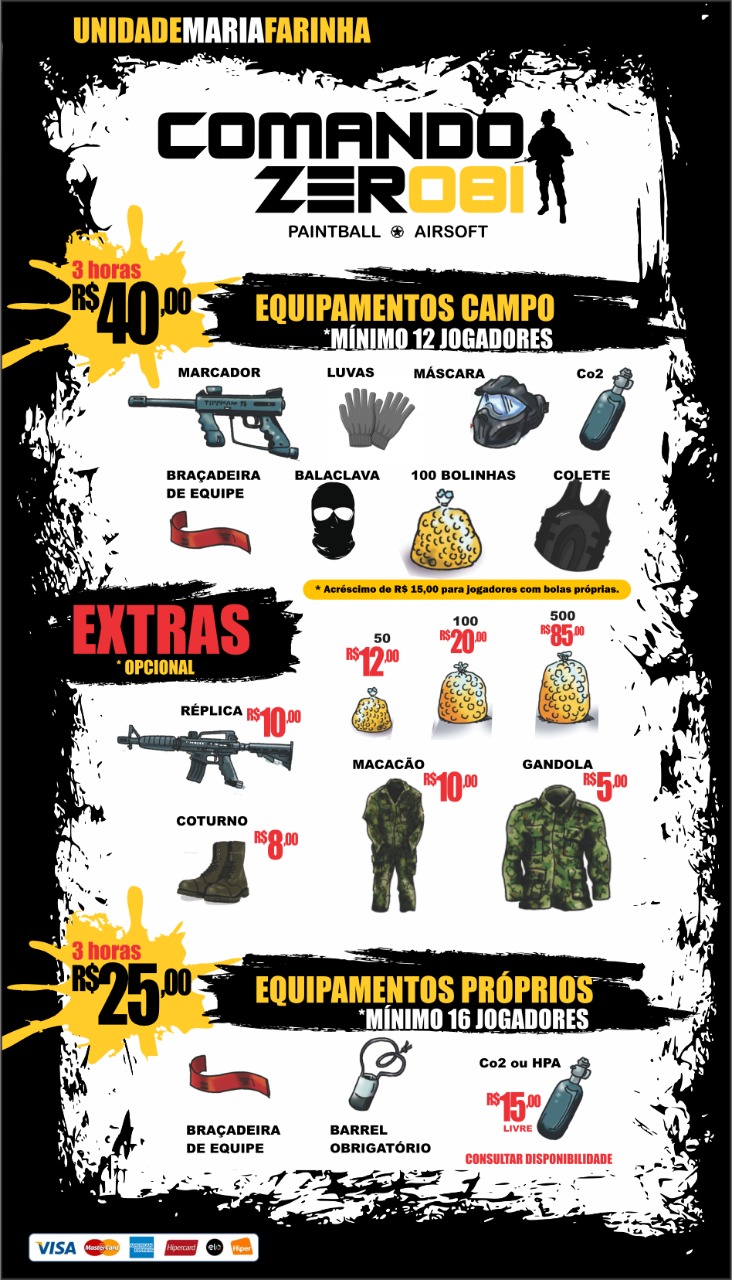 UNIDADEMARIAFARINHA
COMANDO
ZERO81
PAINTBALL AIRSOFT
3 horas
R$40,00
EQUIPAMENTOS CAMPO
*MÍNIMO 12 JOGADORES
MARCADOR LUVAS MÁSCARA Co2
BRAÇADEIRA
DE EQUIPE
BALACLAVA 100 BOLINHAS COLETE
* Acréscimo de R$ 15,00 para jogadores com bolas próprias.
EXTRAS
* OPCIONAL
50
R$12,00
100
R$20,00
500
R$85,00
RÉPLICA R$10,00
MACACÃO R$10,00
GANDOLA R$5,00
COTURNO R$8,00
3 horas
R$25,00
EQUIPAMENTOS PRÓPRIOS
*MÍNIMO 16 JOGADORES
BRAÇADEIRA
DE EQUIPE
BARREL
OBRIGATÓRIO
Co2 ou HPA
R$15,00
LIVRE
CONSULTAR DISPONIBILIDADE
VISA MasterCard AMERICAN EXPRESS Hipercard elo Hiper